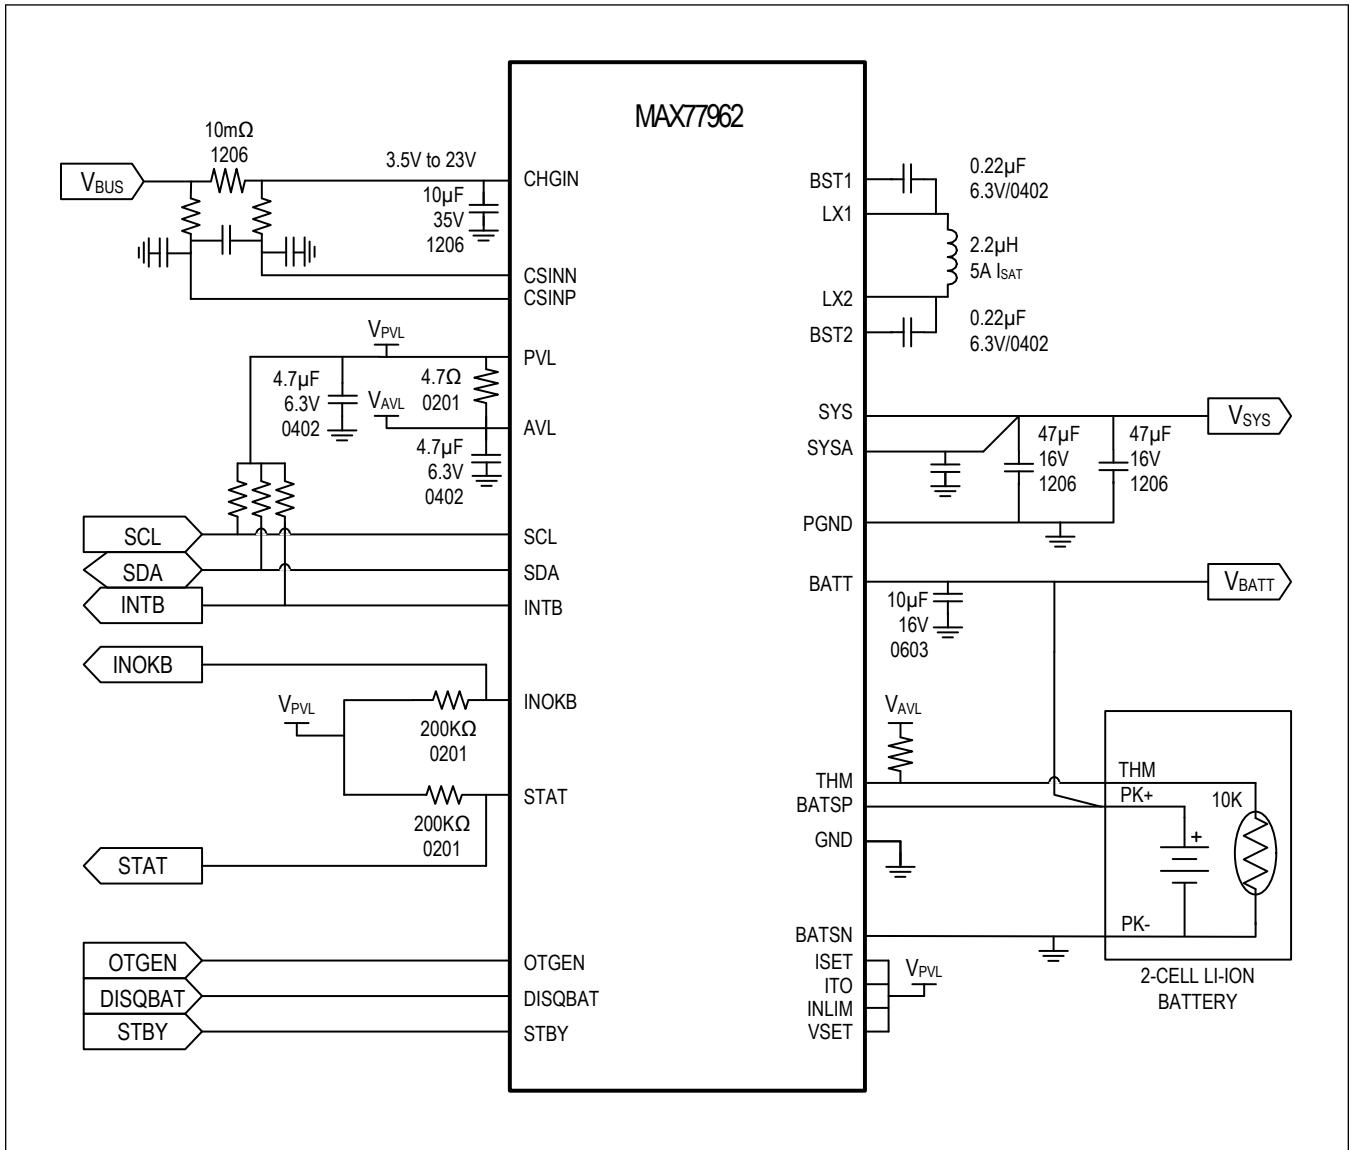 MAX77962
10mΩ
1206
3.5V to 23V
VBUS
10µF
35V
1206
CHGIN
CSINN
CSINP
VPVL
PVL
4.7µF
6.3V
0402
4.7Ω
0201
VAVL
AVL
4.7µF
6.3V
0402
SCL
SCL
SDA
SDA
INTB
INTB
INOKB
INOKB
VPVL
200KΩ
0201
STAT
200KΩ
0201
STAT
OTGEN
OTGEN
DISQBAT
DISQBAT
STBY
STBY
BST1
0.22µF
6.3V/0402
LX1
2.2µH
5A ISAT
LX2
BST2
0.22µF
6.3V/0402
SYS
VSYS
SYSA
47µF
16V
1206
47µF
16V
1206
PGND
BATT
VBATT
10µF
16V
0603
VAVL
THM
THM
BATSP
PK+
10K
+
GND
PK-
BATSN
ISET
ITO
INLIM
VSET
VPVL
2-CELL LI-ION
BATTERY